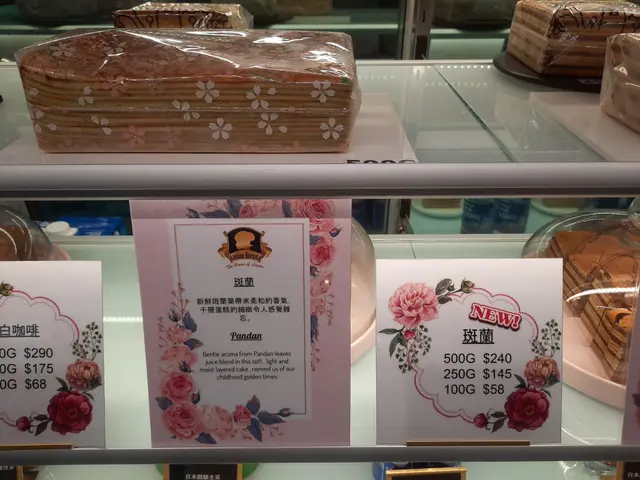 500G
白咖啡
0G $290
0G $175
0G $68
斑蘭
新鮮斑蘭葉帶來柔和的香氣,
千層蛋糕的細緻令人感覺難
忘。
Pandan
Gentle aroma from Pandan leaves
juice blend in this soft , light and
moist layered cake , remind us of our
childhood golden times.
NEW!
斑蘭
500G $240
250G $145
100G $58